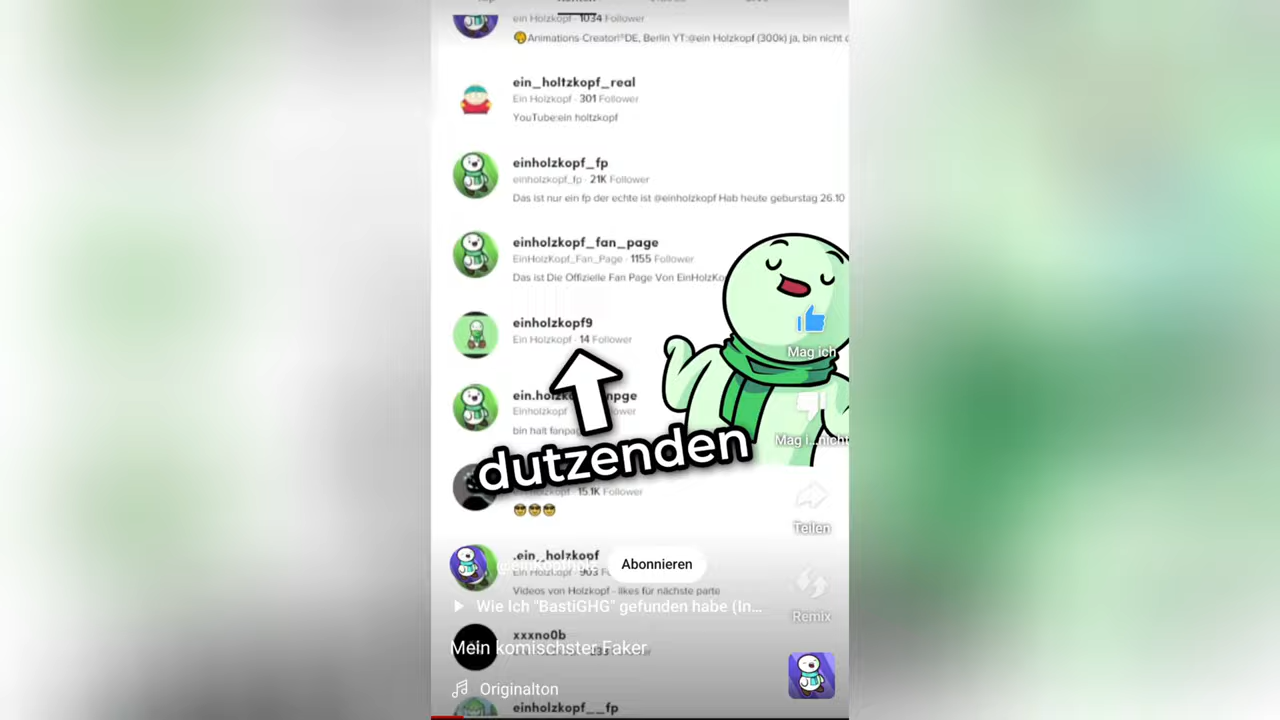 ein Holzkopf · 1034 Follower
Animations-Creator!°DE, Berlin YT:@ein Holzkopf (300k) ja, bin nicht
ein_holtzkopf_real
Ein Holzkopf · 301 Follower
YouTube:ein holtzkopf
einholzkopf_fp
einholzkopf_fp · 21K Follower
Das ist nur ein fp der echte ist @einholzkopf Hab heute geburstag 26.10
einholzkopf_fan_page
EinHolzKopf_Fan_Page · 1155 Follower
Das ist Die Offizielle Fan Page Von EinHolzKo
einholzkopf9
Ein Holzkopf · 14 Follower
Mag ich
Einholzkopf
bin halt
Mag i...nicht
dutzenden
15.1K Follower
Teilen
.ein_holzkopf
Abonnieren
903
Videos von Holzkopf - likes für nächste parte
Wie Ich "BastiGHG" gefunden habe (In...
Remix
xxxno0b
Mein komischster Faker
Originalton
einholzkopf__fp